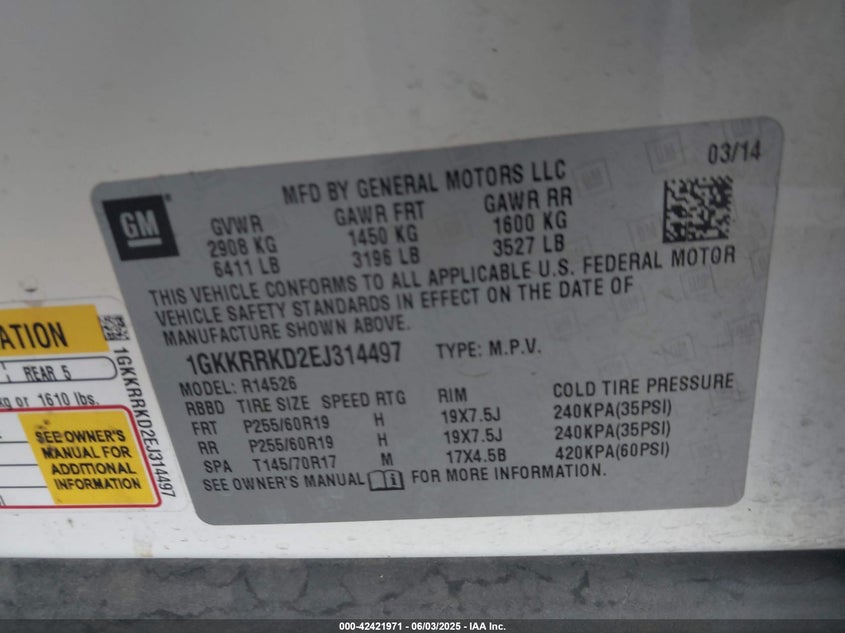 03/14
MFD BY GENERAL MOTORS LLC
GM
GVWR GAWR FRT GAWR RR
2908 KG 1450 KG 1600 KG
6411 LB 3196 LB 3527 LB
THIS VEHICLE CONFORMS TO ALL APPLICABLE U.S. FEDERAL MOTOR
VEHICLE SAFETY STANDARDS IN EFFECT ON THE DATE OF
MANUFACTURE SHOWN ABOVE.
1GKKRRKD2EJ314497 TYPE: M.P.V.
MODEL: R14526
RBBD TIRE SIZE SPEED RTG RIM COLD TIRE PRESSURE
FRT P255/60R19 H 19X7.5J 240KPA(35PSI)
RR P255/60R19 H 19X7.5J 240KPA(35PSI)
SPA T145/70R17 M 17X4.5B 420KPA(60PSI)
SEE OWNER'S MANUAL FOR MORE INFORMATION.
ATION
REAR 5
kg or 1610 lbs.
SEE OWNER'S
MANUAL FOR
ADDITIONAL
INFORMATION
1GKKRRKD2EJ314497
000-42421971 - 06/03/2025 - IAA Inc.